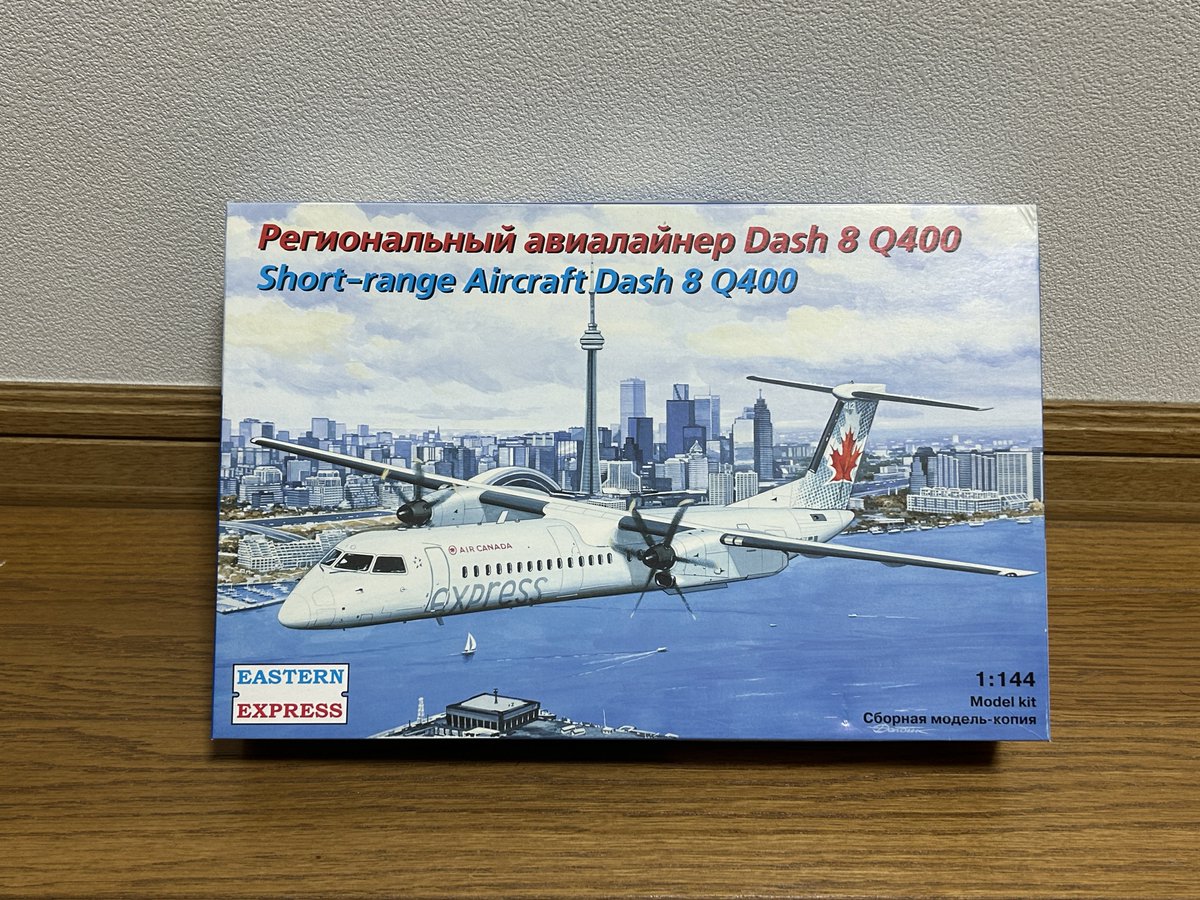 Региональный авиалайнер Dash 8 Q400
Short-range Aircraft Dash 8 Q400
412
AIR CANADA
express
EASTERN
EXPRESS
1:144
Model kit
Сборная модель-копия